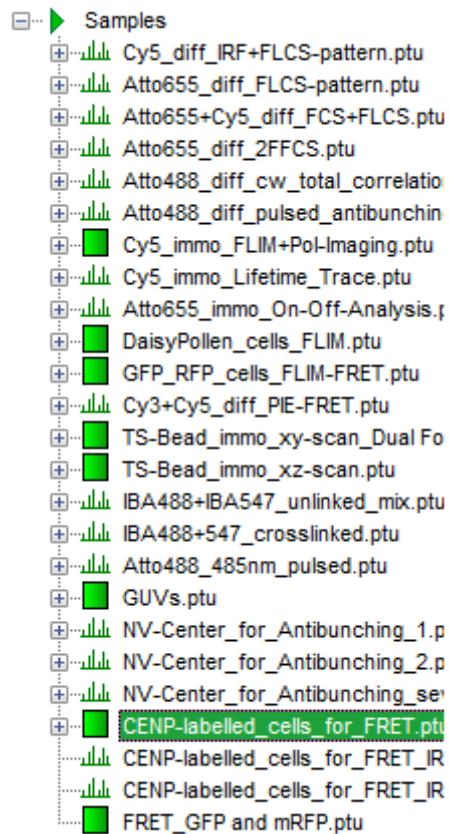 Samples
Cy5_diff_IRF+FLCS-pattern.ptu
Atto655_diff_FLCS-pattern.ptu
Atto655+Cy5_diff_FCS+FLCS.ptu
Atto655_diff_2FFCS.ptu
Atto488_diff_cw_total_correlatio
Atto488_diff_pulsed_antibunchin
Cy5_immo_FLIM+Pol-Imaging.ptu
Cy5_immo_Lifetime_Trace.ptu
Atto655_immo_On-Off-Analysis.p
DaisyPollen_cells_FLIM.ptu
GFP_RFP_cells_FLIM-FRET.ptu
Cy3+Cy5_diff_PIE-FRET.ptu
TS-Bead_immo_xy-scan_Dual Fo
TS-Bead_immo_xz-scan.ptu
IBA488+IBA547_unlinked_mix.ptu
IBA488+547_crosslinked.ptu
Atto488_485nm_pulsed.ptu
GUVs.ptu
NV-Center_for_Antibunching_1.p
NV-Center_for_Antibunching_2.p
NV-Center_for_Antibunching_sev
CENP-labelled_cells_for_FRET.ptu
CENP-labelled_cells_for_FRET_IR
CENP-labelled_cells_for_FRET_IR
FRET_GFP and mRFP.ptu